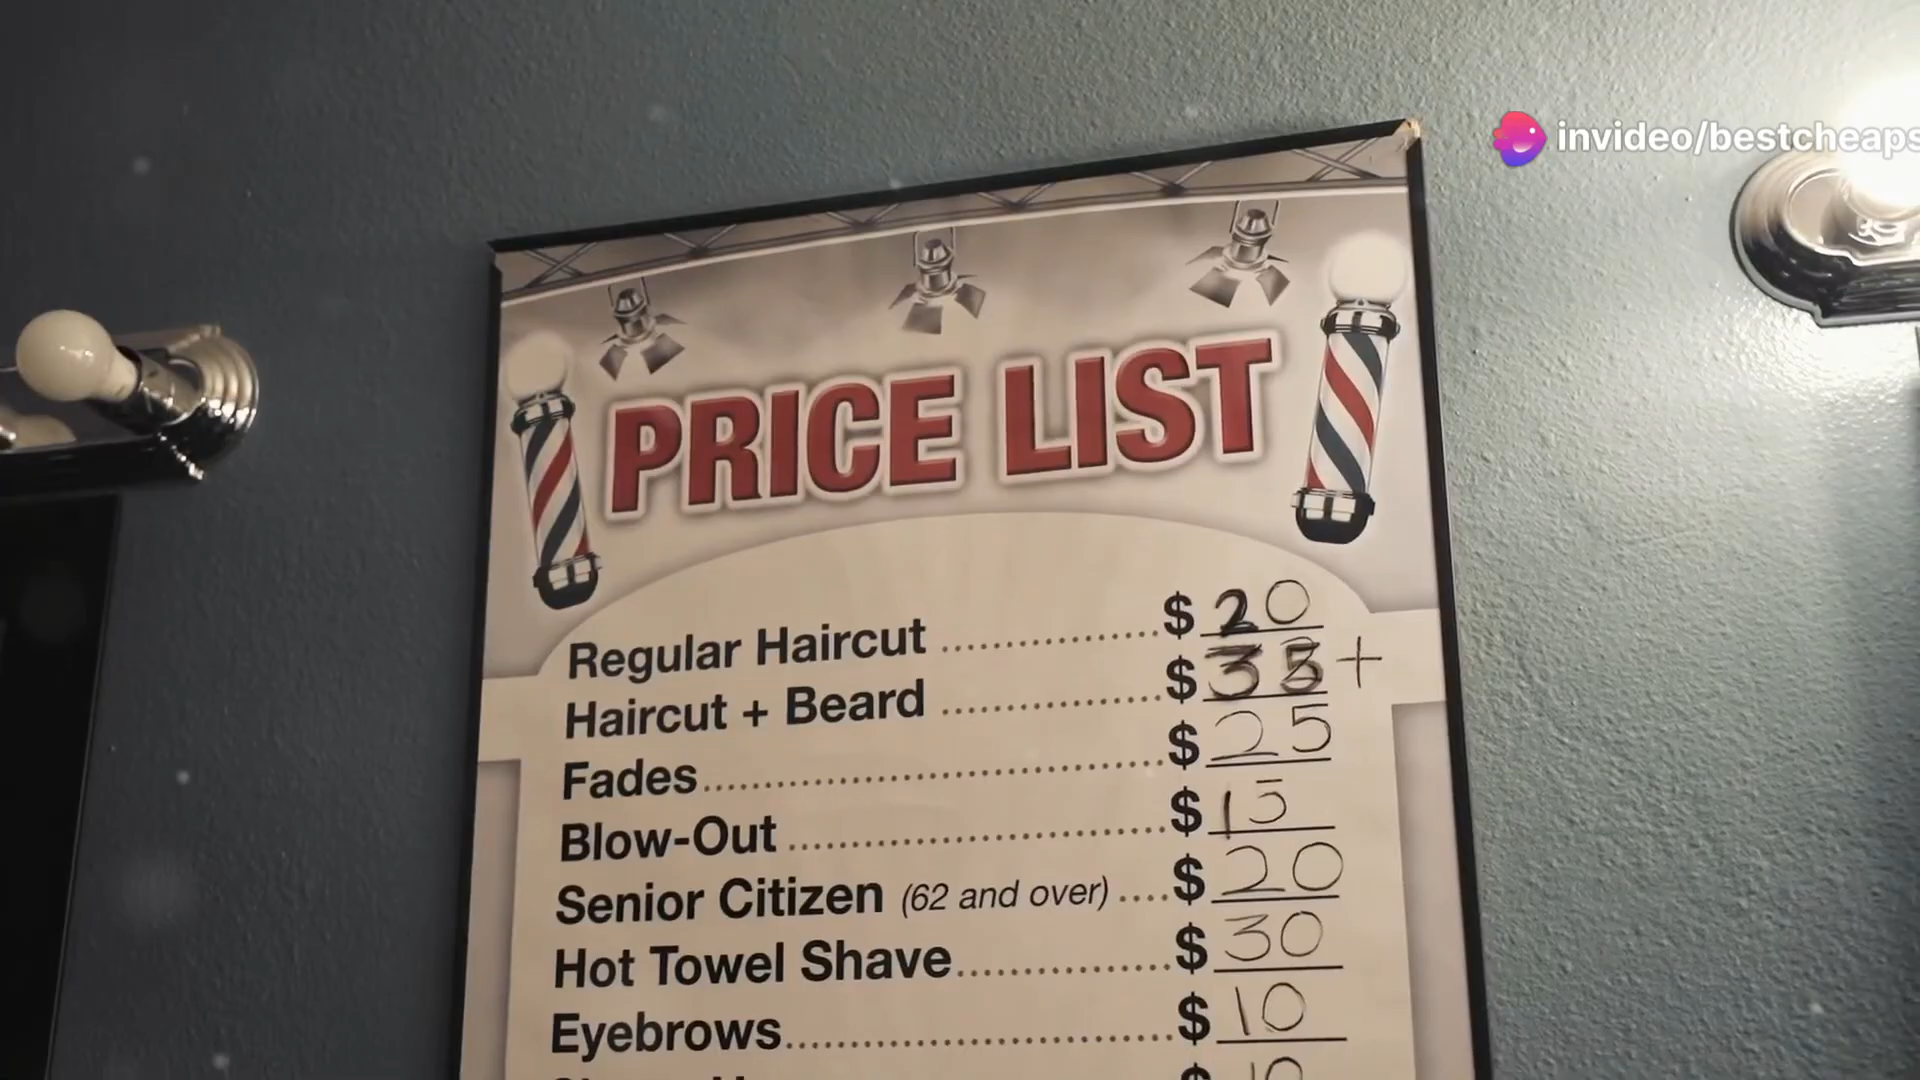 invideo/bestcheaps
PRICE LIST
Regular Haircut ................. $ 20
Haircut + Beard ................. $ 35 +
Fades ................. $ 25
Blow-Out ................. $ 15
Senior Citizen (62 and over) .... $ 20
Hot Towel Shave ................. $ 30
Eyebrows ................. $ 10